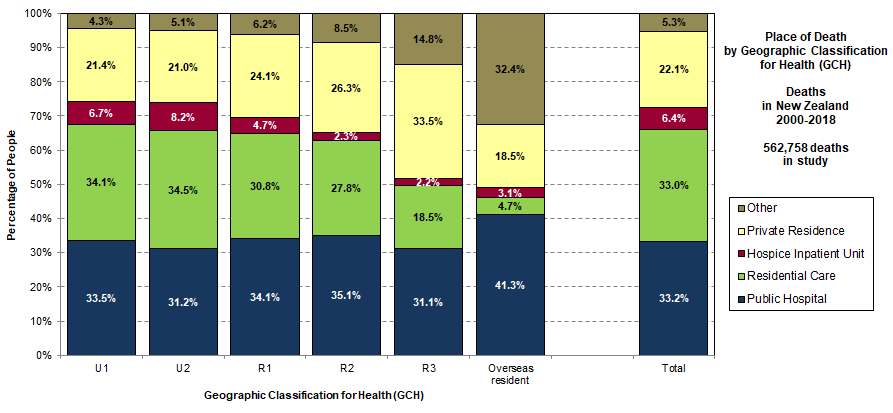 100%
90%
80%
70%
60%
50%
40%
30%
20%
10%
0%
Percentage of People
4.3% 5.1% 6.2% 8.5% 14.8% 32.4% 5.3%
21.4% 21.0% 24.1% 26.3% 33.5% 18.5% 22.1%
6.7% 8.2% 4.7% 2.3% 2.2% 3.1% 6.4%
34.1% 34.5% 30.8% 27.8% 18.5% 4.7% 33.0%
33.5% 31.2% 34.1% 35.1% 31.1% 41.3% 33.2%
U1 U2 R1 R2 R3 Overseas Total
resident
Geographic Classification for Health (GCH)
Place of Death
by Geographic Classification
for Health (GCH)
Deaths
in New Zealand
2000-2018
562,758 deaths
in study
Other
Private Residence
Hospice Inpatient Unit
Residential Care
Public Hospital